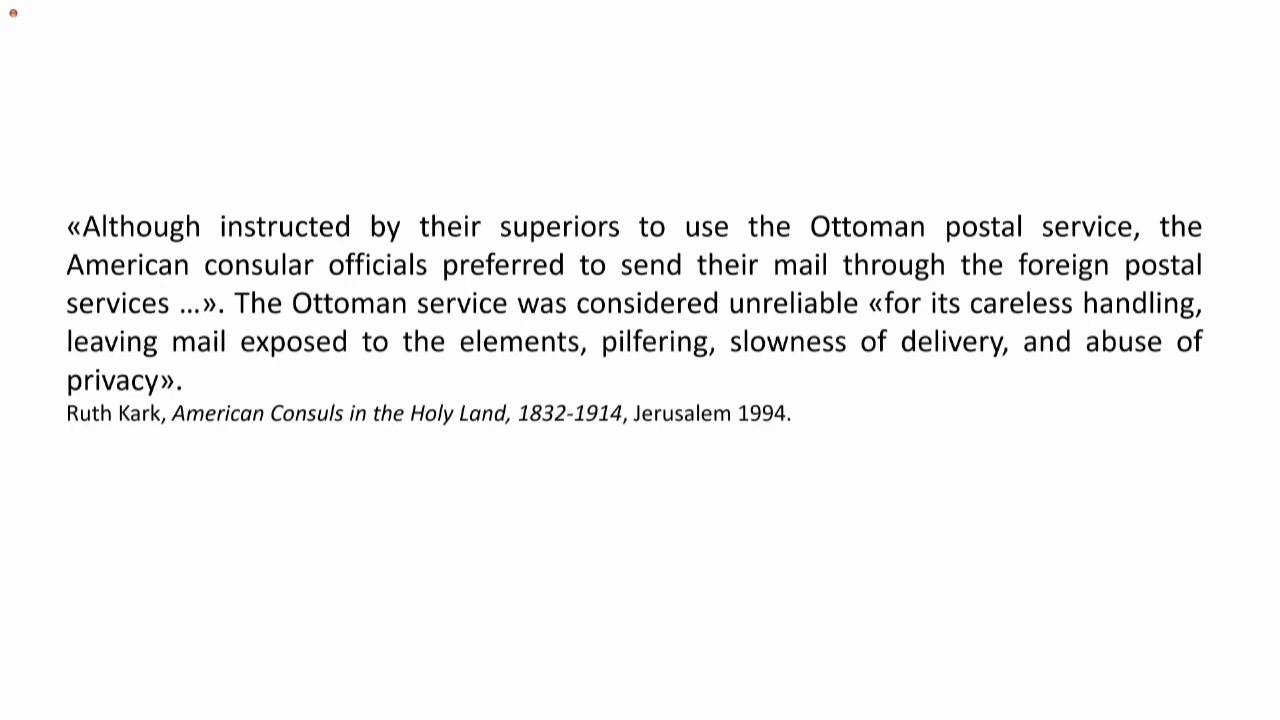 «Although instructed by their superiors to use the Ottoman postal service, the
American consular officials preferred to send their mail through the foreign postal
services ...». The Ottoman service was considered unreliable «for its careless handling,
leaving mail exposed to the elements, pilfering, slowness of delivery, and abuse of
privacy».
Ruth Kark, American Consuls in the Holy Land, 1832-1914, Jerusalem 1994.